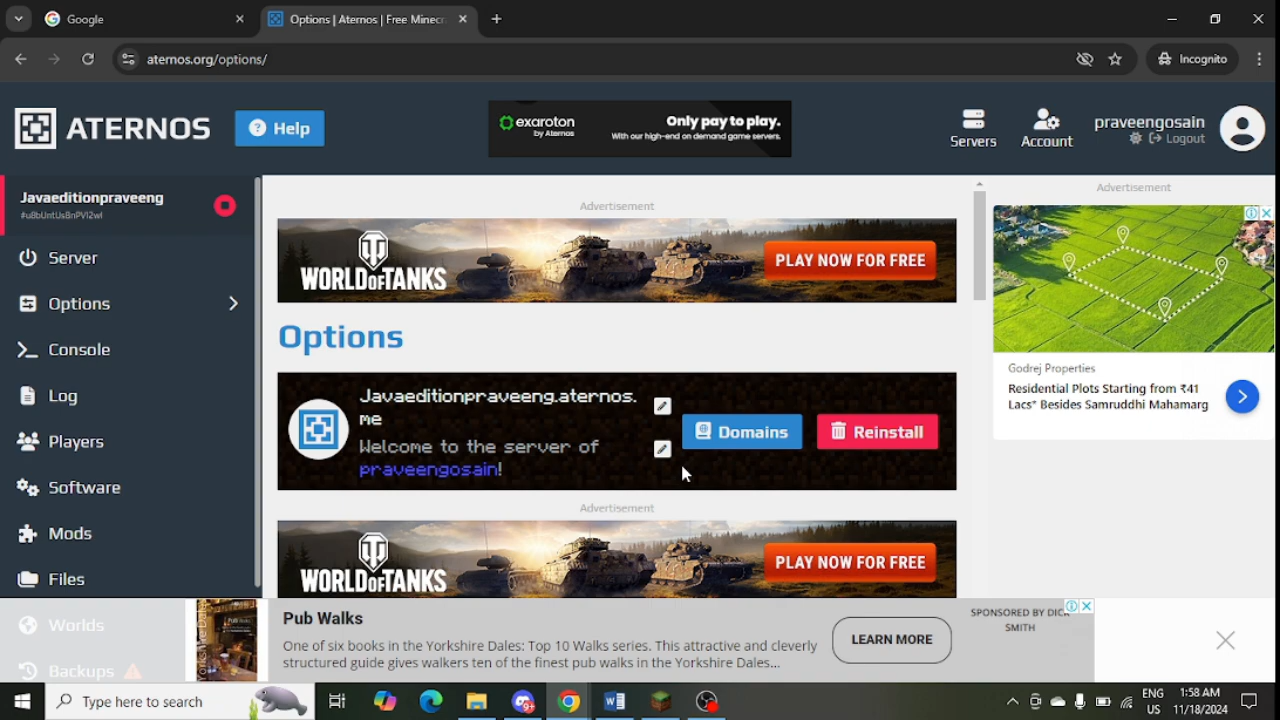 Google
Options | Aternos | Free Minecr
aternos.org/options/
Incognito
ATERNOS
Help
exaroton
by Aternos
Only pay to play.
With our high-end on demand game servers.
Servers
Account
praveengosain
Logout
Javaeditionpraveeng
Server
Options
Console
Log
Players
Software
Mods
Files
Worlds
Backups
Advertisement
WORLD OF TANKS
PLAY NOW FOR FREE
Options
Javaeditionpraveeng.aternos.
me
Welcome to the server of
praveengosain!
Domains
Reinstall
Advertisement
WORLD OF TANKS
PLAY NOW FOR FREE
Advertisement
Godrej Properties
Residential Plots Starting from ₹41
Lacs* Besides Samruddhi Mahamarg
Pub Walks
One of six books in the Yorkshire Dales: Top 10 Walks series. This attractive and cleverly
structured guide gives walkers ten of the finest pub walks in the Yorkshire Dales...
LEARN MORE
SPONSORED BY DICK
SMITH
Type here to search
9+
ENG
US
1:58 AM
11/18/2024